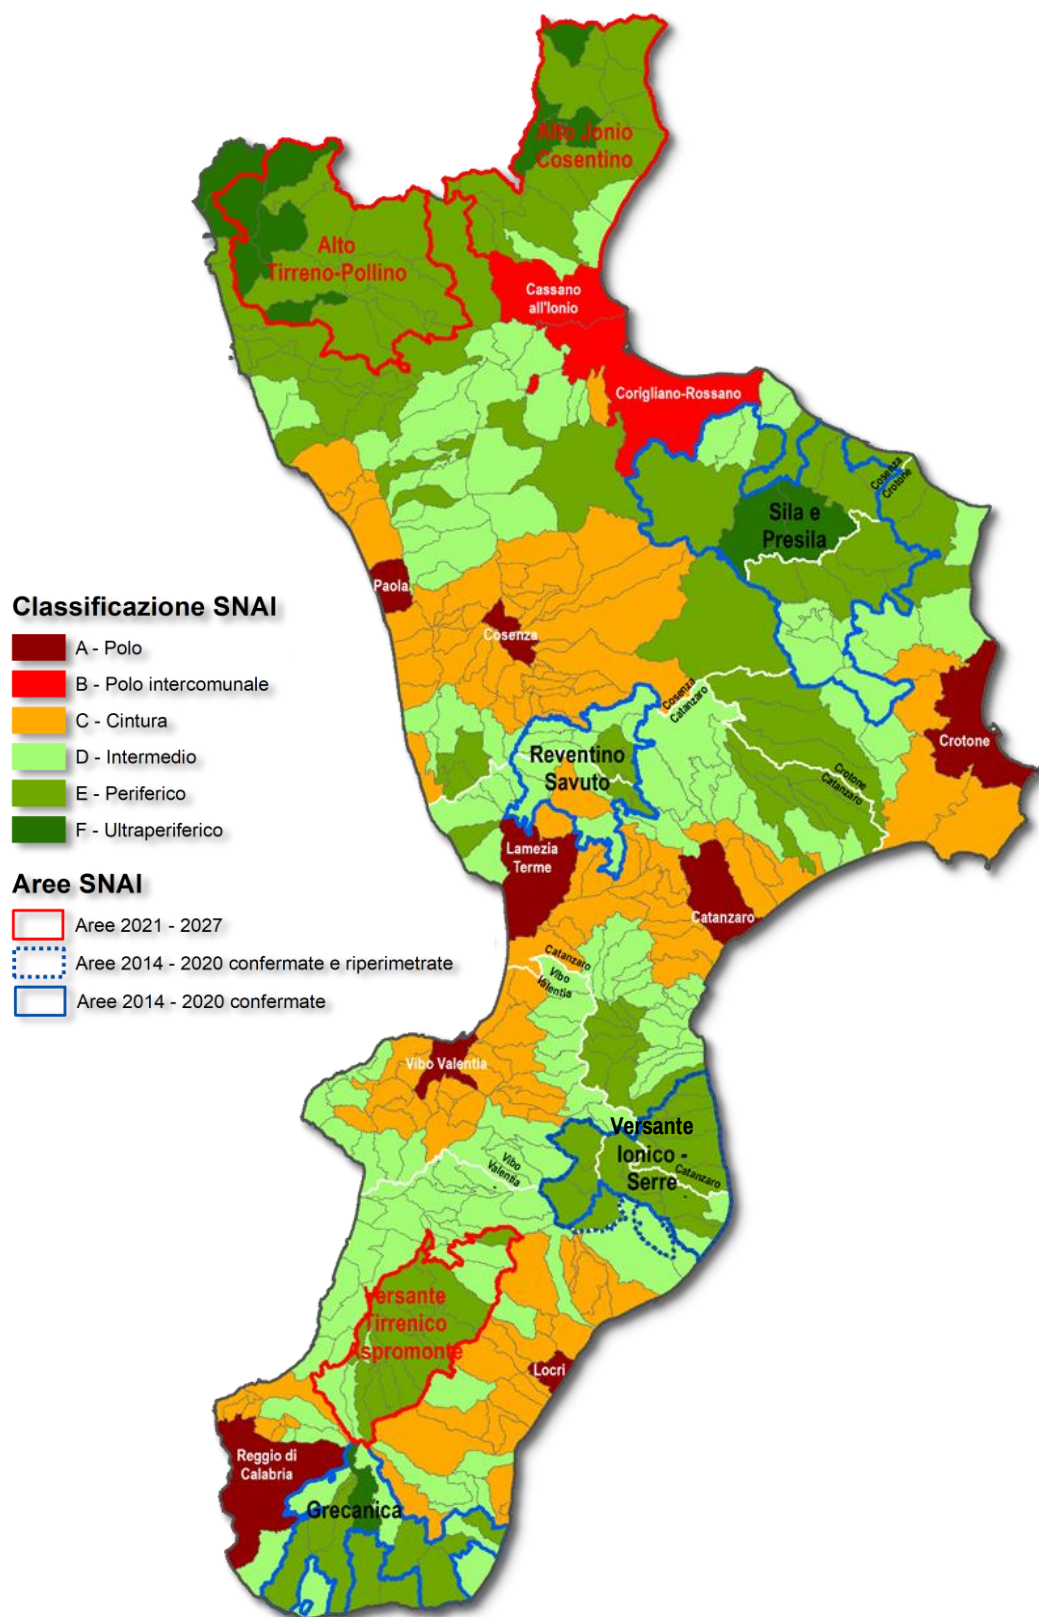 Alto Jonio
Cosentino
Alto
Tirreno-Pollino
Cassano
all'Ionio
Corigliano-Rossano
Cosenza
Crotone
Sila e
Presila
Paola
Cosenza
Classificazione SNAI
A - Polo
B - Polo intercomunale
C - Cintura
D - Intermedio
E - Periferico
F - Ultraperiferico
Aree SNAI
Aree 2021 - 2027
Aree 2014 - 2020 confermate e riperimetrate
Aree 2014 - 2020 confermate
Cosenza
Catanzaro
Reventino
Savuto
Crotone
Crotone
Catanzaro
Lamezia
Terme
Catanzaro
Catanzaro
Vibo
Valentia
Vibo Valentia
Versante
Ionico -
Serre
Catanzaro
Vibo
Valentia
Versante
Tirrenico
Aspromonte
Locri
Reggio di
Calabria
Grecanica